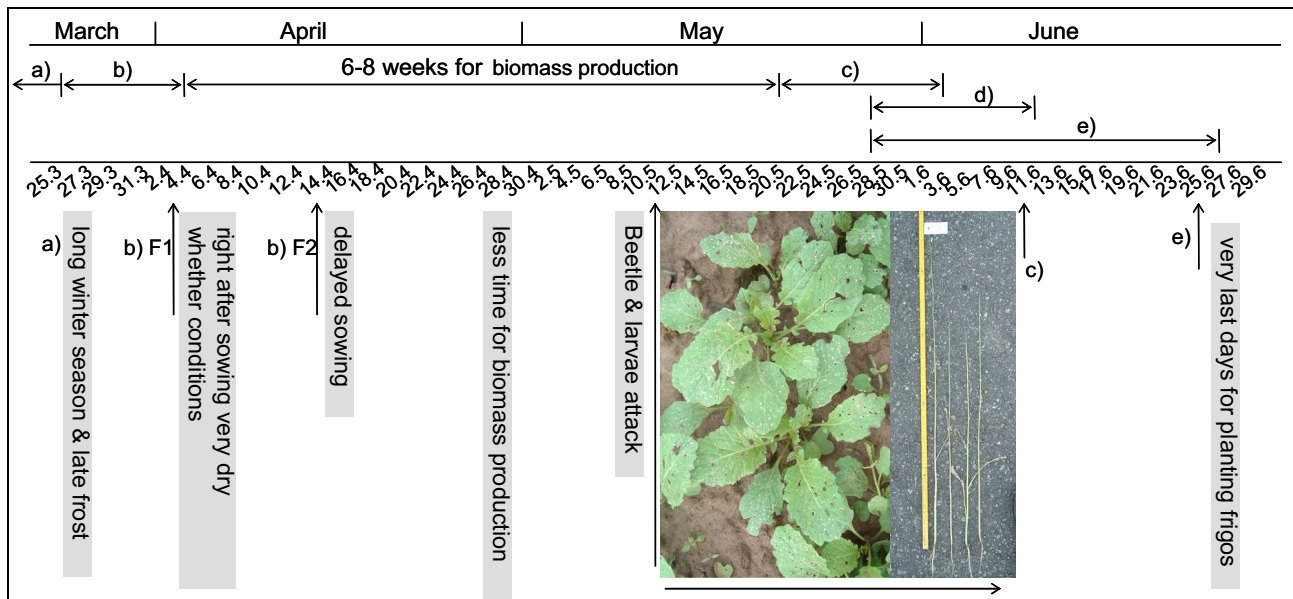 March April May June
a) b) 6-8 weeks for biomass production c)
d)
e)
25.3 27.3 29.3 31.3 2.4 4.4 6.4 8.4 10.4 12.4 14.4 16.4 18.4 20.4 22.4 24.4 26.4 28.4 30.4 2.5 4.5 6.5 8.5 10.5 12.5 14.5 16.5 18.5 20.5 22.5 24.5 26.5 28.5 30.5 1.6 3.6 5.6 7.6 9.6 11.6 13.6 15.6 17.6 19.6 21.6 23.6 25.6 27.6 29.6
a)
long winter season & late frost
b) F1
right after sowing very dry
whether conditions
b) F2
delayed sowing
less time for biomass production
Beetle & larvae attack
c)
e)
very last days for planting frigos